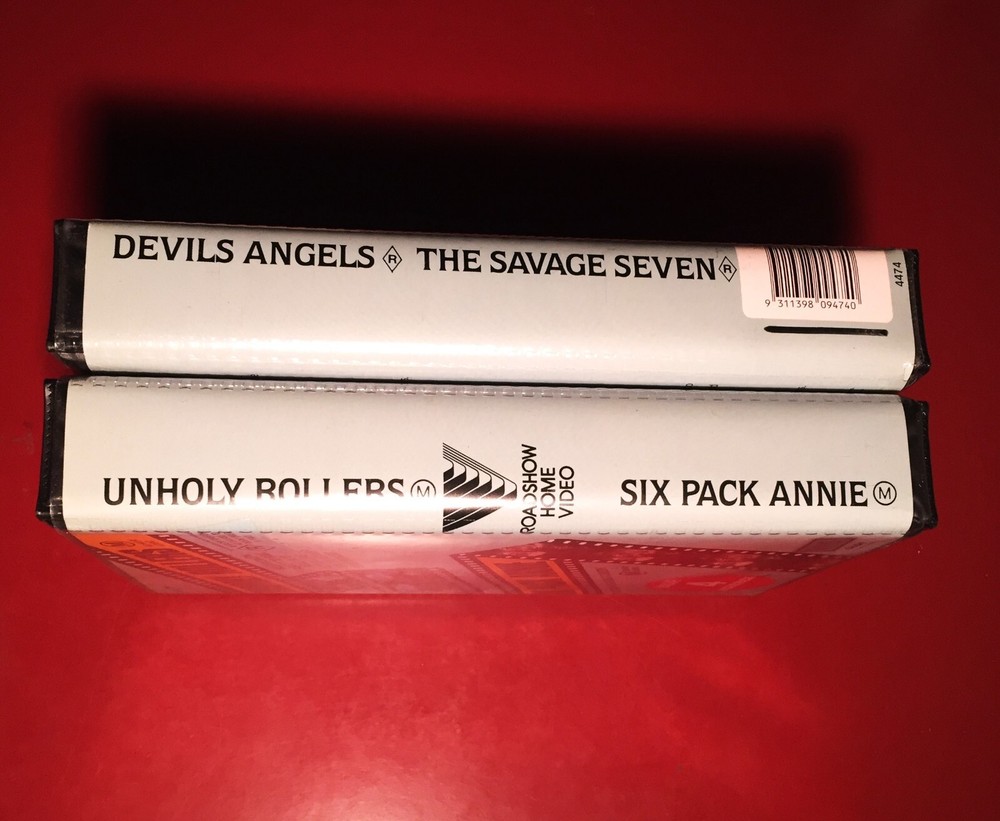 DEVILS ANGELS R THE SAVAGE SEVEN R
9 311398 094740
4474
UNHOLY ROLLERS M
ROADSHOW
HOME
VIDEO
SIX PACK ANNIE M